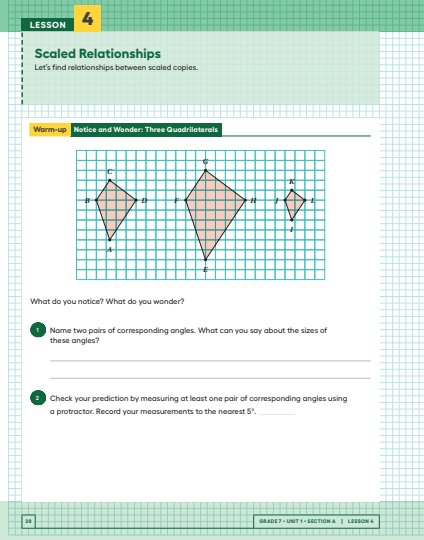 LESSON 4
Scaled Relationships
Let's find relationships between scaled copies.
Warm-up Notice and Wonder: Three Quadrilaterals
G
C
K
B D F H J L
I
A
E
What do you notice? What do you wonder?
1 Name two pairs of corresponding angles. What can you say about the sizes of
these angles?
2 Check your prediction by measuring at least one pair of corresponding angles using
a protractor. Record your measurements to the nearest 5°.
28
GRADE 7 • UNIT 1 • SECTION A | LESSON 4